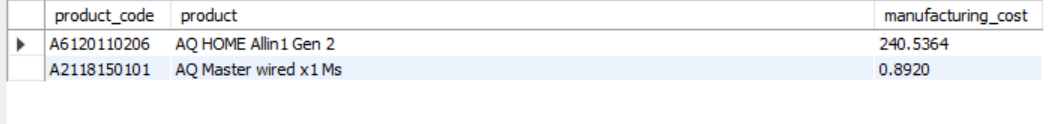 product_code product manufacturing_cost
A6120110206 AQ HOME Allin1 Gen 2 240.5364
A2118150101 AQ Master wired x1 Ms 0.8920